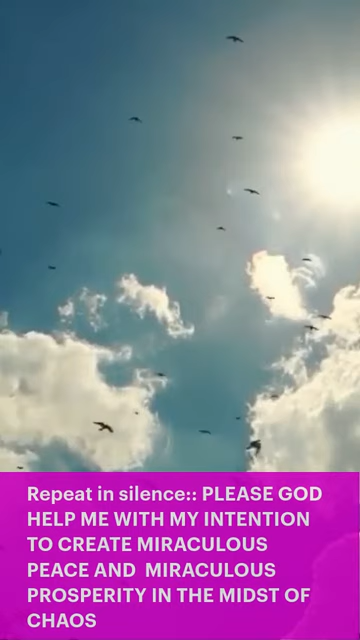 Repeat in silence:: PLEASE GOD
HELP ME WITH MY INTENTION
TO CREATE MIRACULOUS
PEACE AND  MIRACULOUS
PROSPERITY IN THE MIDST OF
CHAOS